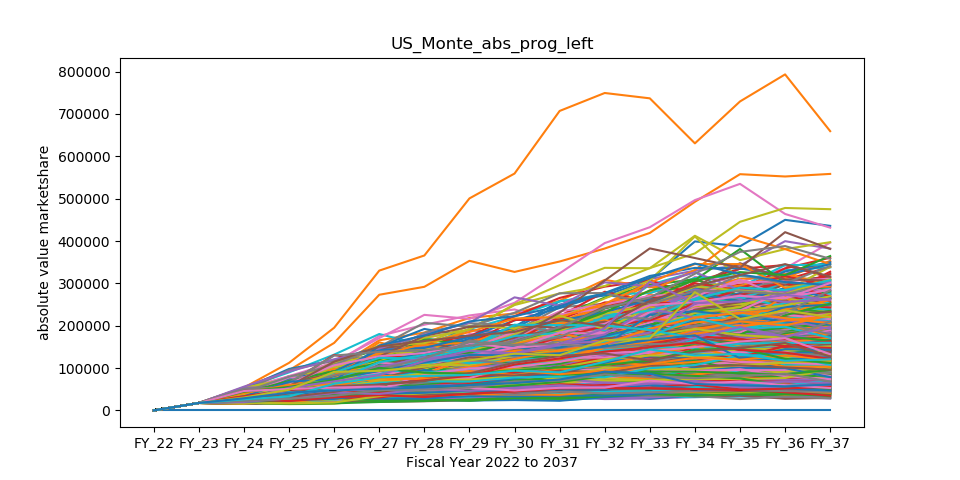 US_Monte_abs_prog_left
absolute value marketshare
800000
700000
600000
500000
400000
300000
200000
100000
0
FY_22 FY_23 FY_24 FY_25 FY_26 FY_27 FY_28 FY_29 FY_30 FY_31 FY_32 FY_33 FY_34 FY_35 FY_36 FY_37
Fiscal Year 2022 to 2037